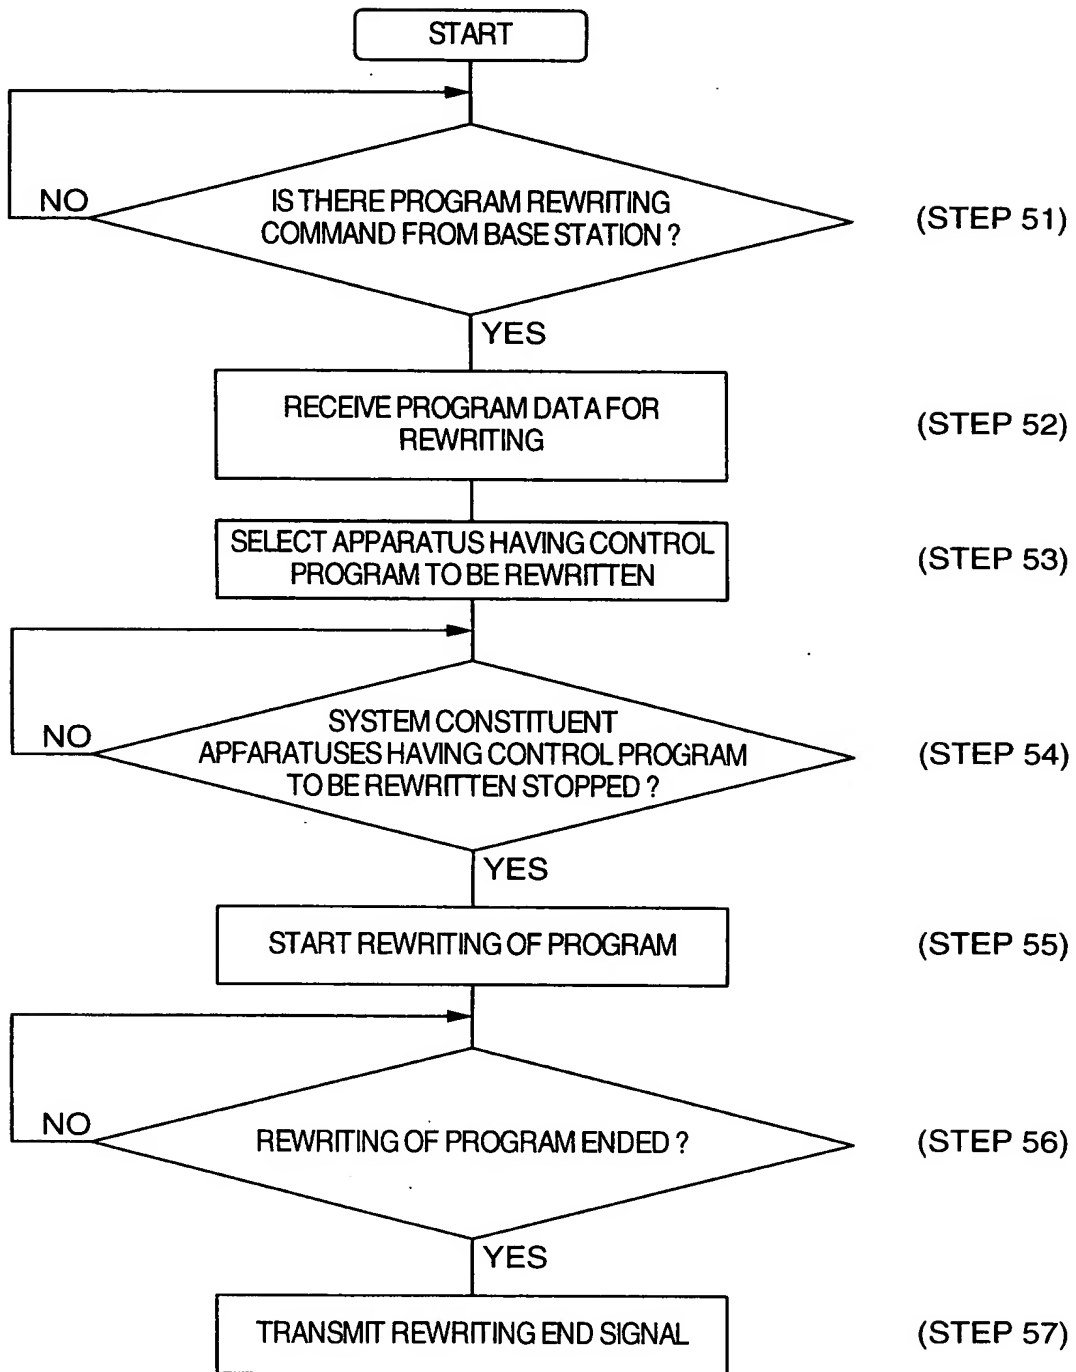 START
NO
IS THERE PROGRAM REWRITING
COMMAND FROM BASE STATION ?
(STEP 51)
YES
RECEIVE PROGRAM DATA FOR
REWRITING
(STEP 52)
SELECT APPARATUS HAVING CONTROL
PROGRAM TO BE REWRITTEN
(STEP 53)
NO
SYSTEM CONSTITUENT
APPARATUSES HAVING CONTROL PROGRAM
TO BE REWRITTEN STOPPED ?
(STEP 54)
YES
START REWRITING OF PROGRAM
(STEP 55)
NO
REWRITING OF PROGRAM ENDED ?
(STEP 56)
YES
TRANSMIT REWRITING END SIGNAL
(STEP 57)